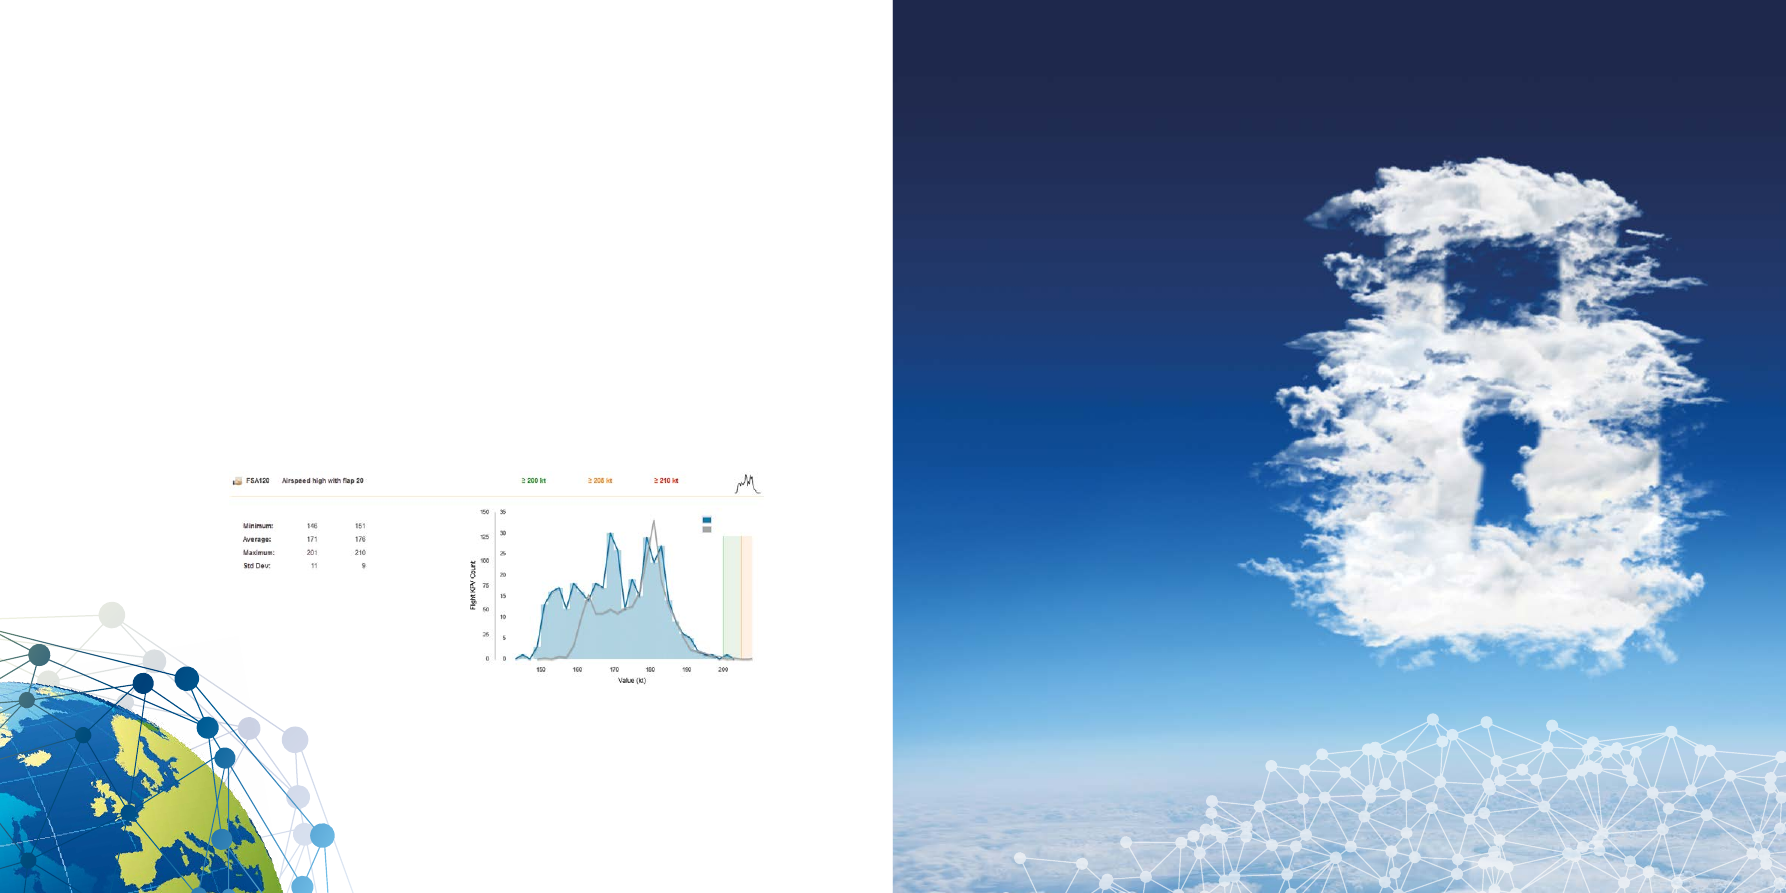 FSA120 Airspeed high with flap 20 ≥ 200 kt ≥ 205 kt ≥ 210 kt
Minimum: 146 151
Average: 171 176
Maximum: 201 210
Std Dev: 11 9
Flight KPV Count
150 35
125 30
100 25
75 20
50 15
25 10
0 5
0
150 160 170 180 190 200
Value (kt)